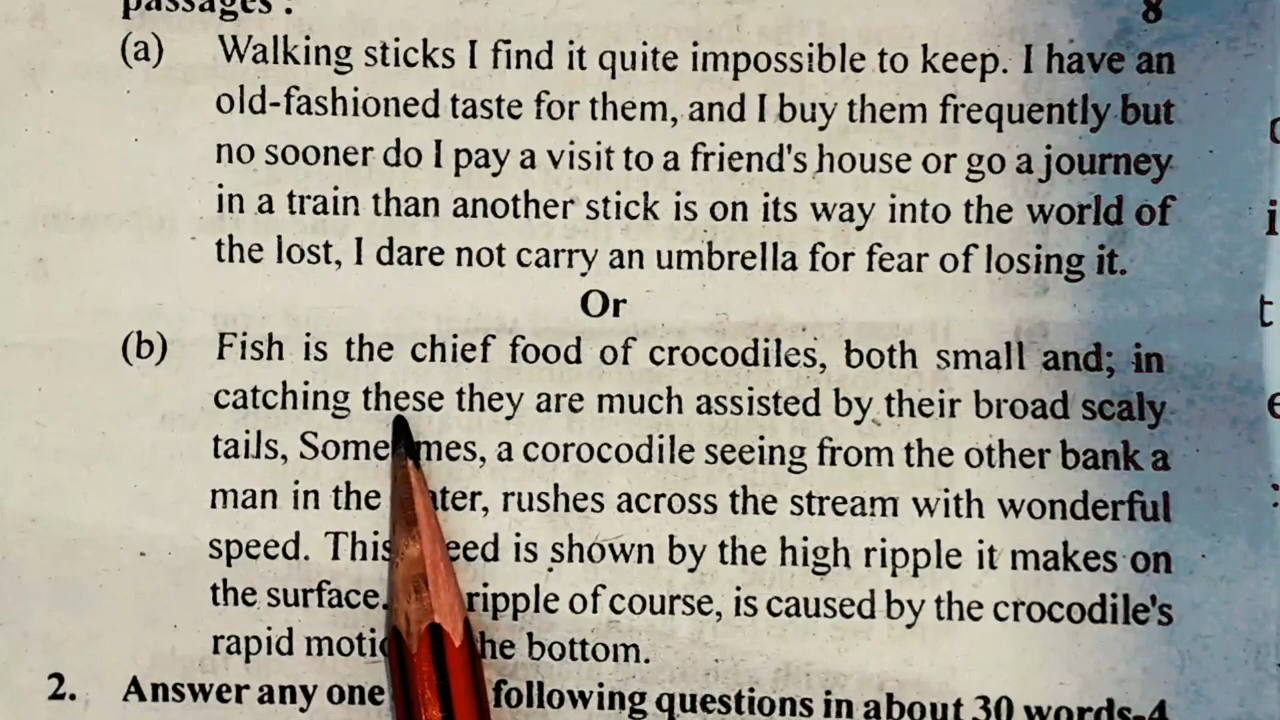 passages :
8
(a) Walking sticks I find it quite impossible to keep. I have an
old-fashioned taste for them, and I buy them frequently but
no sooner do I pay a visit to a friend's house or go a journey
in a train than another stick is on its way into the world of
the lost, I dare not carry an umbrella for fear of losing it.
Or
(b) Fish is the chief food of crocodiles, both small and; in
catching these they are much assisted by their broad scaly
tails, Some mes, a corocodile seeing from the other bank a
man in the ter, rushes across the stream with wonderful
speed. This eed is shown by the high ripple it makes on
the surface. ripple of course, is caused by the crocodile's
rapid motio he bottom.
2. Answer any one following questions in about 30 words-4